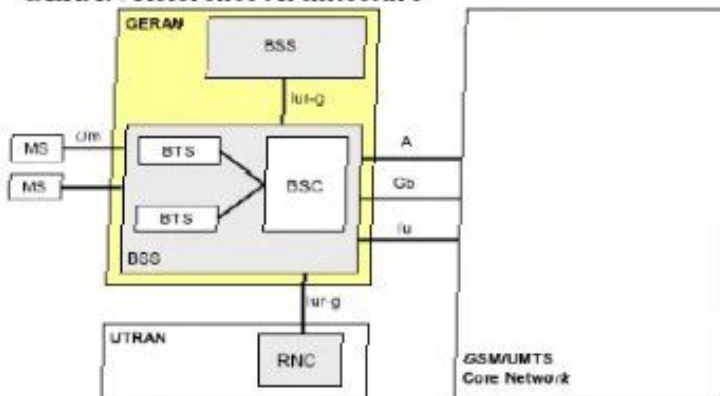 GERAN
BSS
Iur-g
Um
A
MS
BTS
BSC
Gb
MS
BTS
Iu
BSS
Iur-g
UTRAN
RNC
GSM/UMTS
Core Network